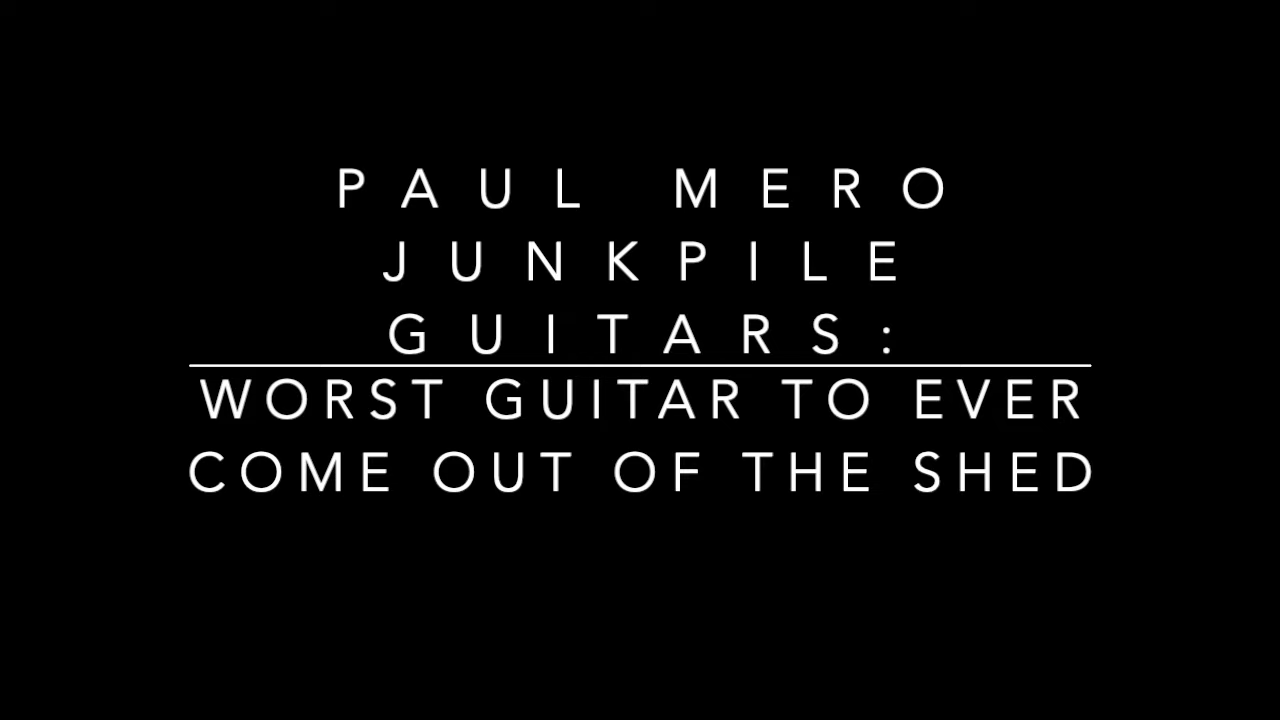 PAUL MERO
JUNKPILE
GUITARS:
WORST GUITAR TO EVER
COME OUT OF THE SHED